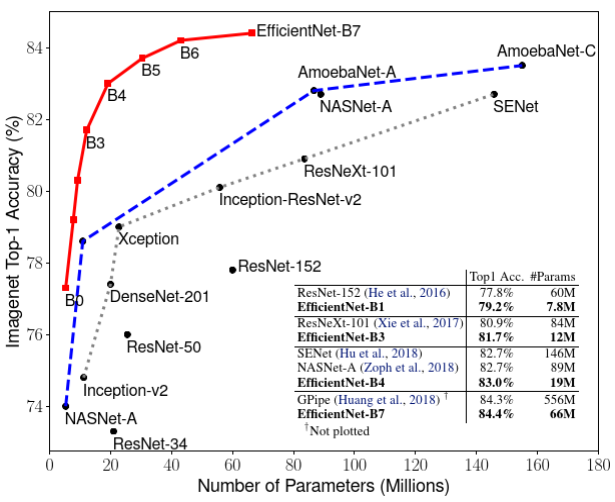 EfficientNet-B7
84
B6
AmoebaNet-C
B5
AmoebaNet-A
B4
NASNet-A
SENet
82
B3
ResNeXt-101
80
Inception-ResNet-v2
Xception
78
ResNet-152
B0
DenseNet-201
76
ResNet-50
Inception-v2
74
NASNet-A
ResNet-34
Imagenet Top-1 Accuracy (%)
Top1 Acc. #Params
ResNet-152 (He et al., 2016) 77.8% 60M
EfficientNet-B1 79.2% 7.8M
ResNeXt-101 (Xie et al., 2017) 80.9% 84M
EfficientNet-B3 81.7% 12M
SENet (Hu et al., 2018) 82.7% 146M
NASNet-A (Zoph et al., 2018) 82.7% 89M
EfficientNet-B4 83.0% 19M
GPipe (Huang et al., 2018) † 84.3% 556M
EfficientNet-B7 84.4% 66M
†Not plotted
0 20 40 60 80 100 120 140 160 180
Number of Parameters (Millions)